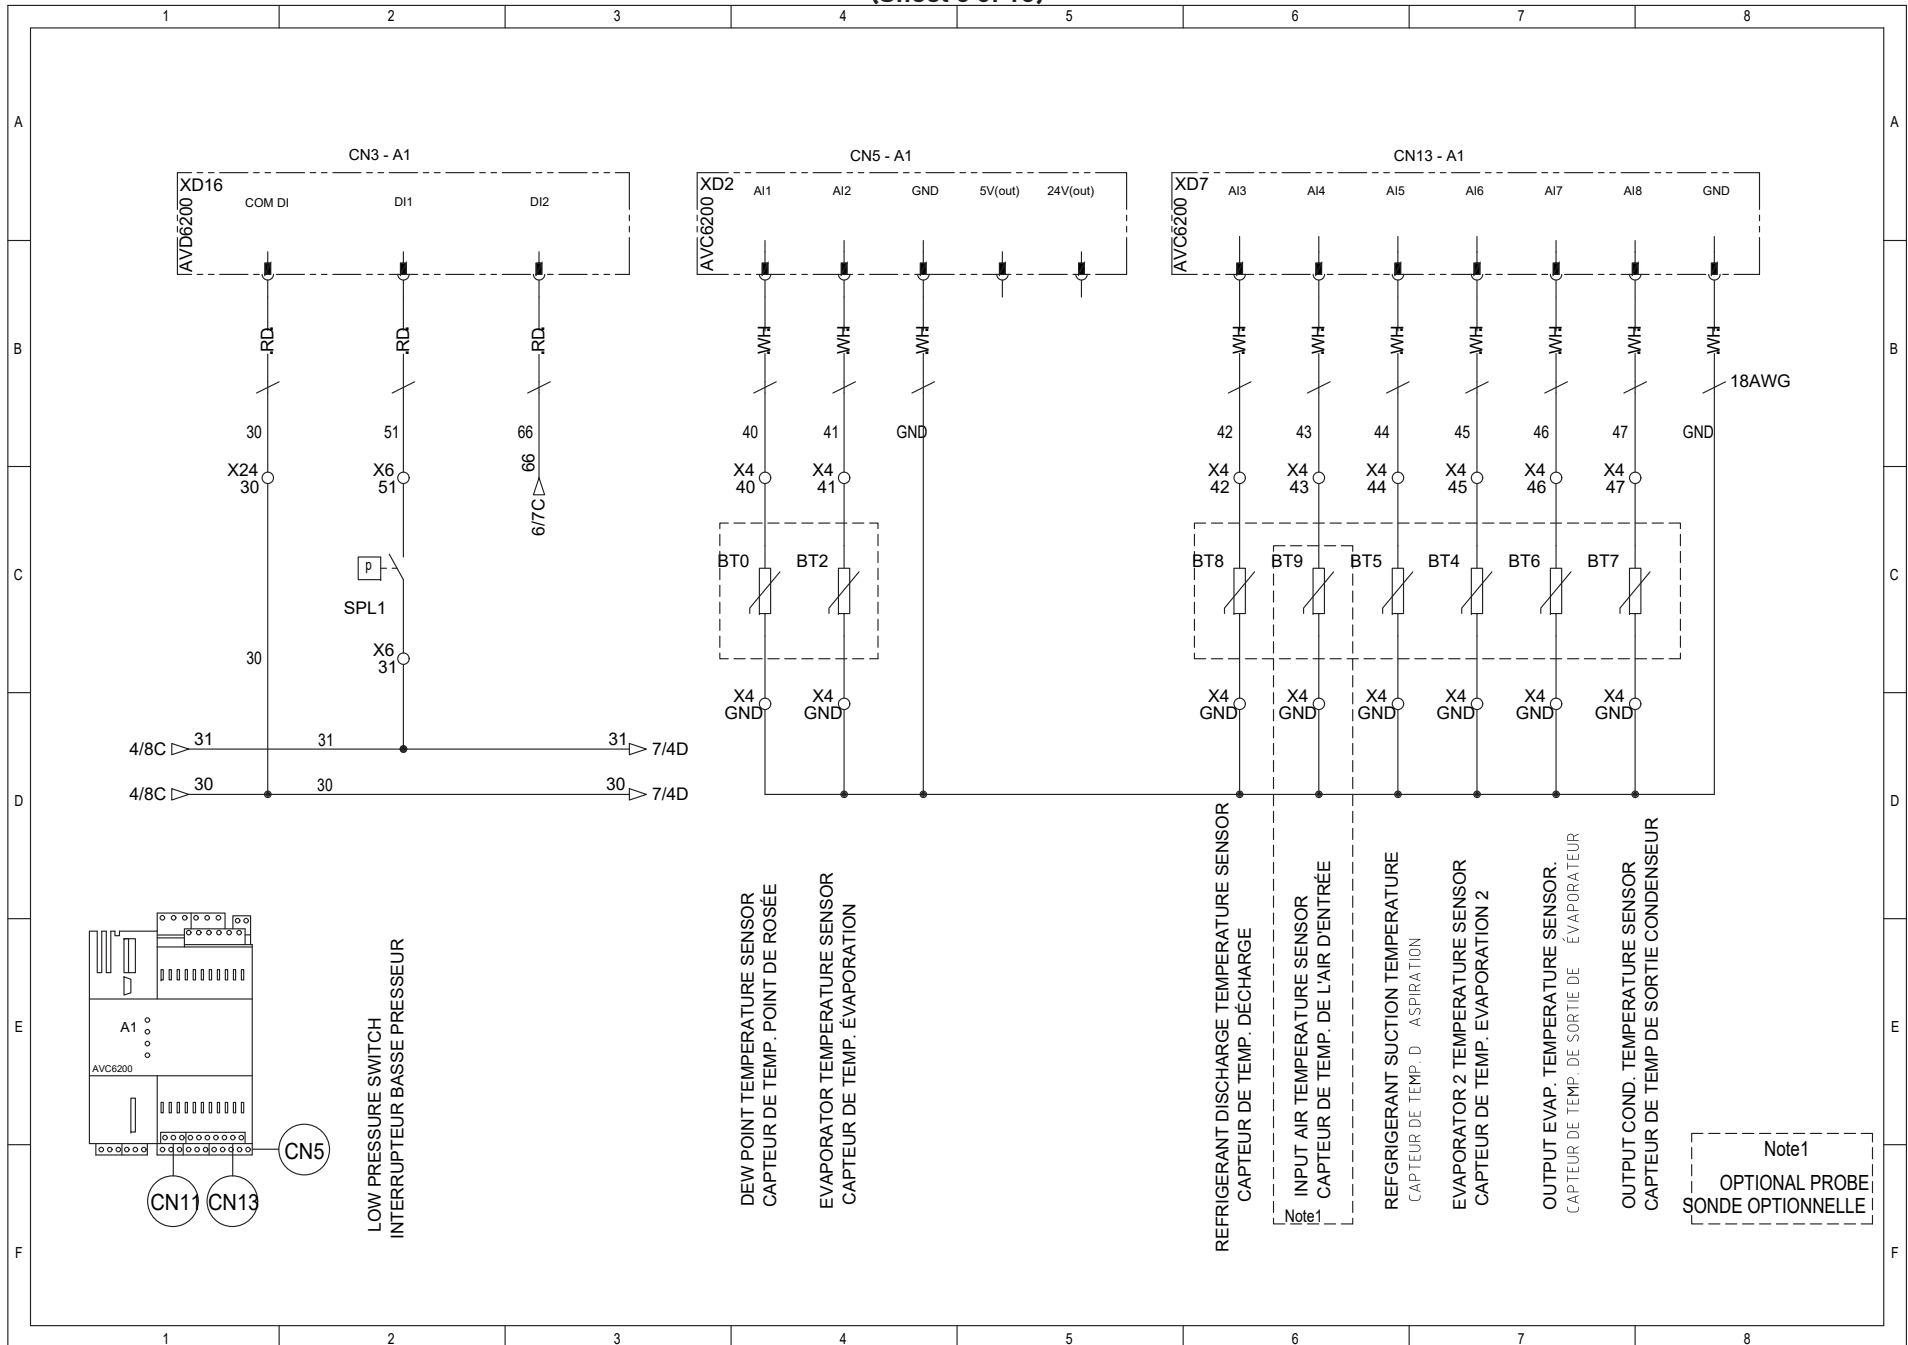 1 2 3 4 5 6 7 8
A A
CN3 - A1 CN5 - A1 CN13 - A1
XD16 COM DI DI1 DI2
AVD6200
XD2 AI1 AI2 GND 5V(out) 24V(out)
AVC6200
XD7 AI3 AI4 AI5 AI6 AI7 AI8 GND
AVC6200
B B
RD. RD. RD. WH. WH. WH. WH. WH. WH. WH. WH. WH. WH.
18AWG
30 51 66 40 41 GND 42 43 44 45 46 47 GND
66
6/7C
X24 X6 X4 X4 X4 X4 X4 X4 X4 X4
30 51 40 41 42 43 44 45 46 47
C C
BT0 BT2 BT8 BT9 BT5 BT4 BT6 BT7
P
SPL1
30
X6
31
X4 X4 X4 X4 X4 X4 X4 X4
GND GND GND GND GND GND GND GND
4/8C 31 31 31 7/4D
4/8C 30 30 30 7/4D
D D
LOW PRESSURE SWITCH
INTERRUPTEUR BASSE PRESSEUR
DEW POINT TEMPERATURE SENSOR
CAPTEUR DE TEMP. POINT DE ROSÉE
EVAPORATOR TEMPERATURE SENSOR
CAPTEUR DE TEMP. ÉVAPORATION
REFRIGERANT DISCHARGE TEMPERATURE SENSOR
CAPTEUR DE TEMP. DÉCHARGE
INPUT AIR TEMPERATURE SENSOR
CAPTEUR DE TEMP. DE L'AIR D'ENTRÉE
Note1
REFGRIGERANT SUCTION TEMPERATURE
CAPTEUR DE TEMP. D ASPIRATION
EVAPORATOR 2 TEMPERATURE SENSOR
CAPTEUR DE TEMP. EVAPORATION 2
OUTPUT EVAP. TEMPERATURE SENSOR.
CAPTEUR DE TEMP. DE SORTIE DE ÉVAPORATEUR
OUTPUT COND. TEMPERATURE SENSOR
CAPTEUR DE TEMP DE SORTIE CONDENSEUR
E E
A1
AVC6200
CN5
CN11 CN13
Note1
OPTIONAL PROBE
SONDE OPTIONNELLE
F F
1 2 3 4 5 6 7 8